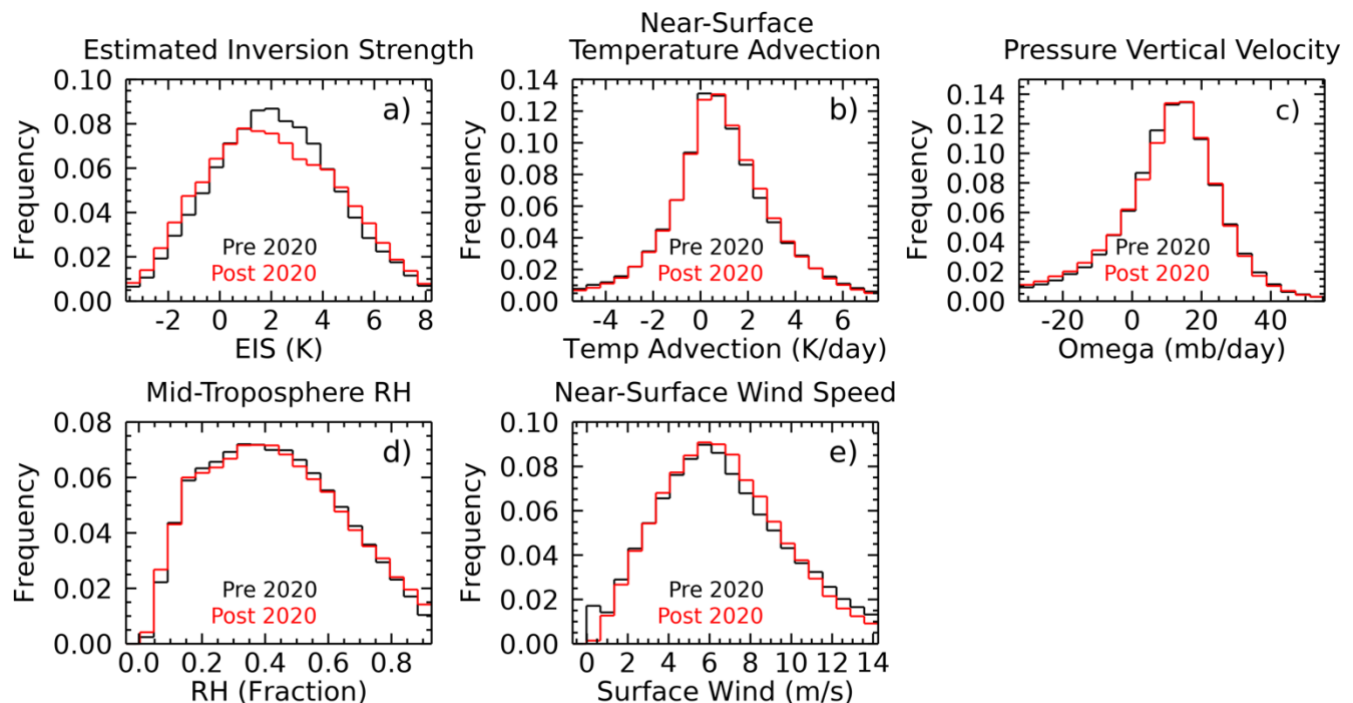 Estimated Inversion Strength
0.10
0.08
0.06
0.04
0.02
0.00
Frequency
a)
Pre 2020
Post 2020
-2 0 2 4 6 8
EIS (K)
Near-Surface
Temperature Advection
0.14
0.12
0.10
0.08
0.06
0.04
0.02
0.00
Frequency
b)
Pre 2020
Post 2020
-4 -2 0 2 4 6
Temp Advection (K/day)
Pressure Vertical Velocity
0.14
0.12
0.10
0.08
0.06
0.04
0.02
0.00
Frequency
c)
Pre 2020
Post 2020
-20 0 20 40
Omega (mb/day)
Mid-Troposphere RH
0.08
0.06
0.04
0.02
0.00
Frequency
d)
Pre 2020
Post 2020
0.0 0.2 0.4 0.6 0.8
RH (Fraction)
Near-Surface Wind Speed
0.10
0.08
0.06
0.04
0.02
0.00
Frequency
e)
Pre 2020
Post 2020
0 2 4 6 8 10 12 14
Surface Wind (m/s)